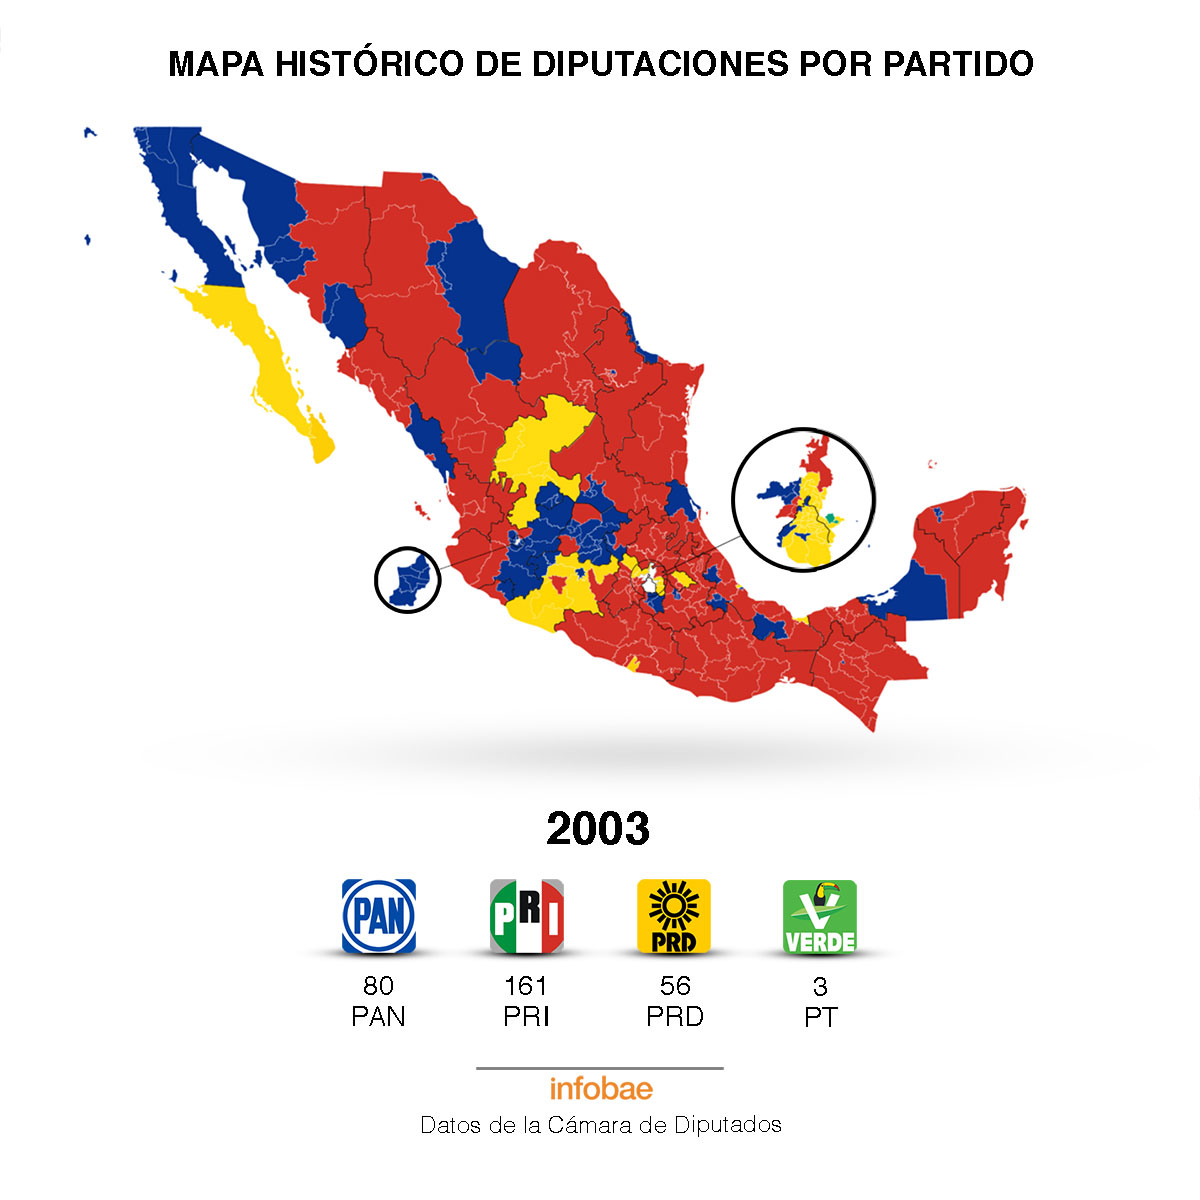 MAPA HISTÓRICO DE DIPUTACIONES POR PARTIDO
2003
PAN
PRI
PRD
VERDE
80
PAN
161
PRI
56
PRD
3
PT
infobae
Datos de la Cámara de Diputados